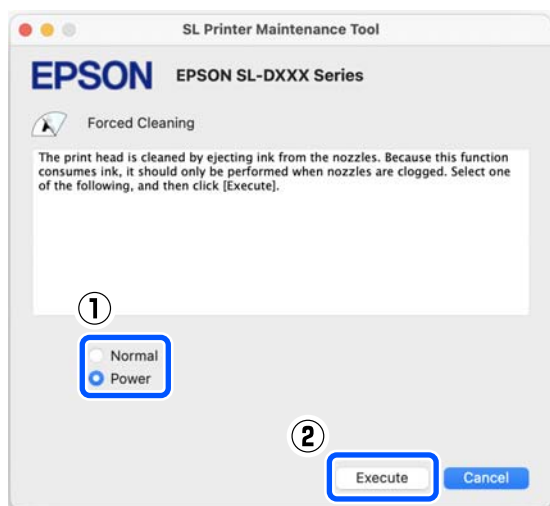 SL Printer Maintenance Tool
EPSON EPSON SL-DXXX Series
Forced Cleaning
The print head is cleaned by ejecting ink from the nozzles. Because this function
consumes ink, it should only be performed when nozzles are clogged. Select one
of the following, and then click [Execute].
①
Normal
Power
②
Execute Cancel